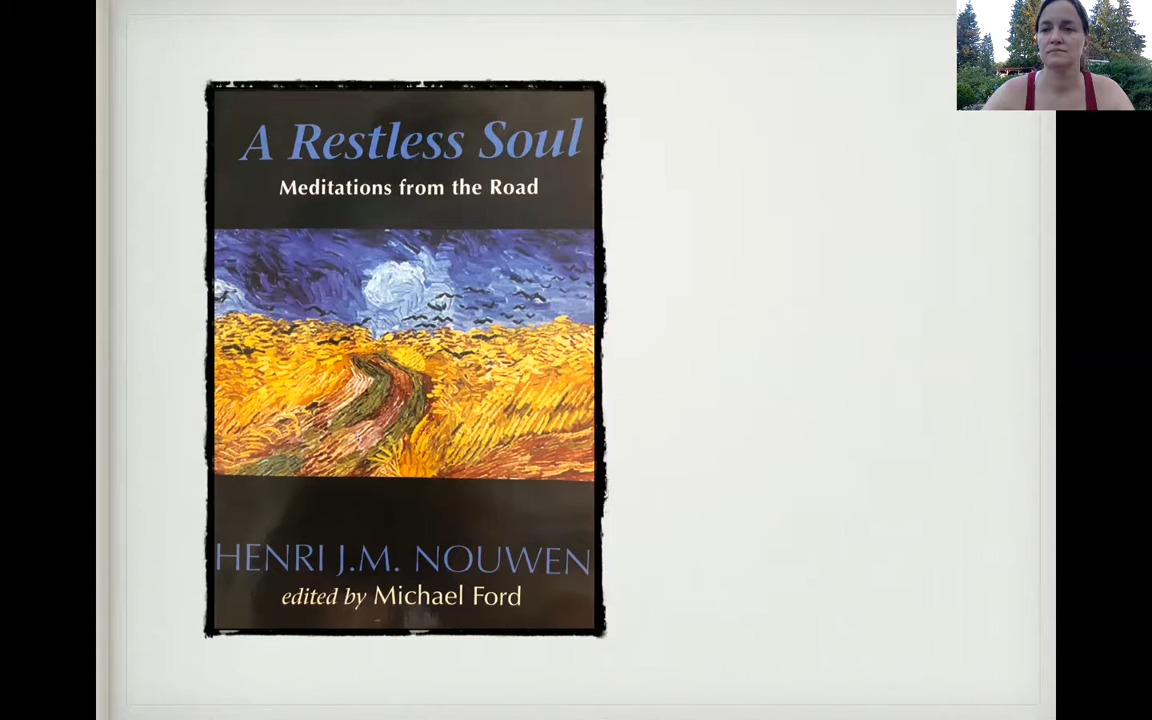 A Restless Soul
Meditations from the Road
HENRI J.M. NOUWEN
edited by Michael Ford